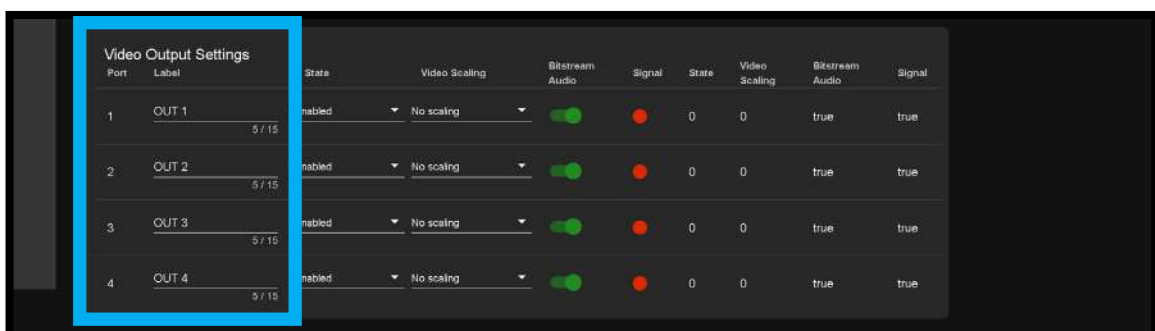 Video Output Settings
Port Label State Video Scaling Bitstream Audio Signal State Video Scaling Bitstream Audio Signal
1 OUT 1 nabled No scaling 0 0 true true
5 / 15
2 OUT 2 nabled No scaling 0 0 true true
5 / 15
3 OUT 3 nabled No scaling 0 0 true true
5 / 15
4 OUT 4 nabled No scaling 0 0 true true
5 / 15